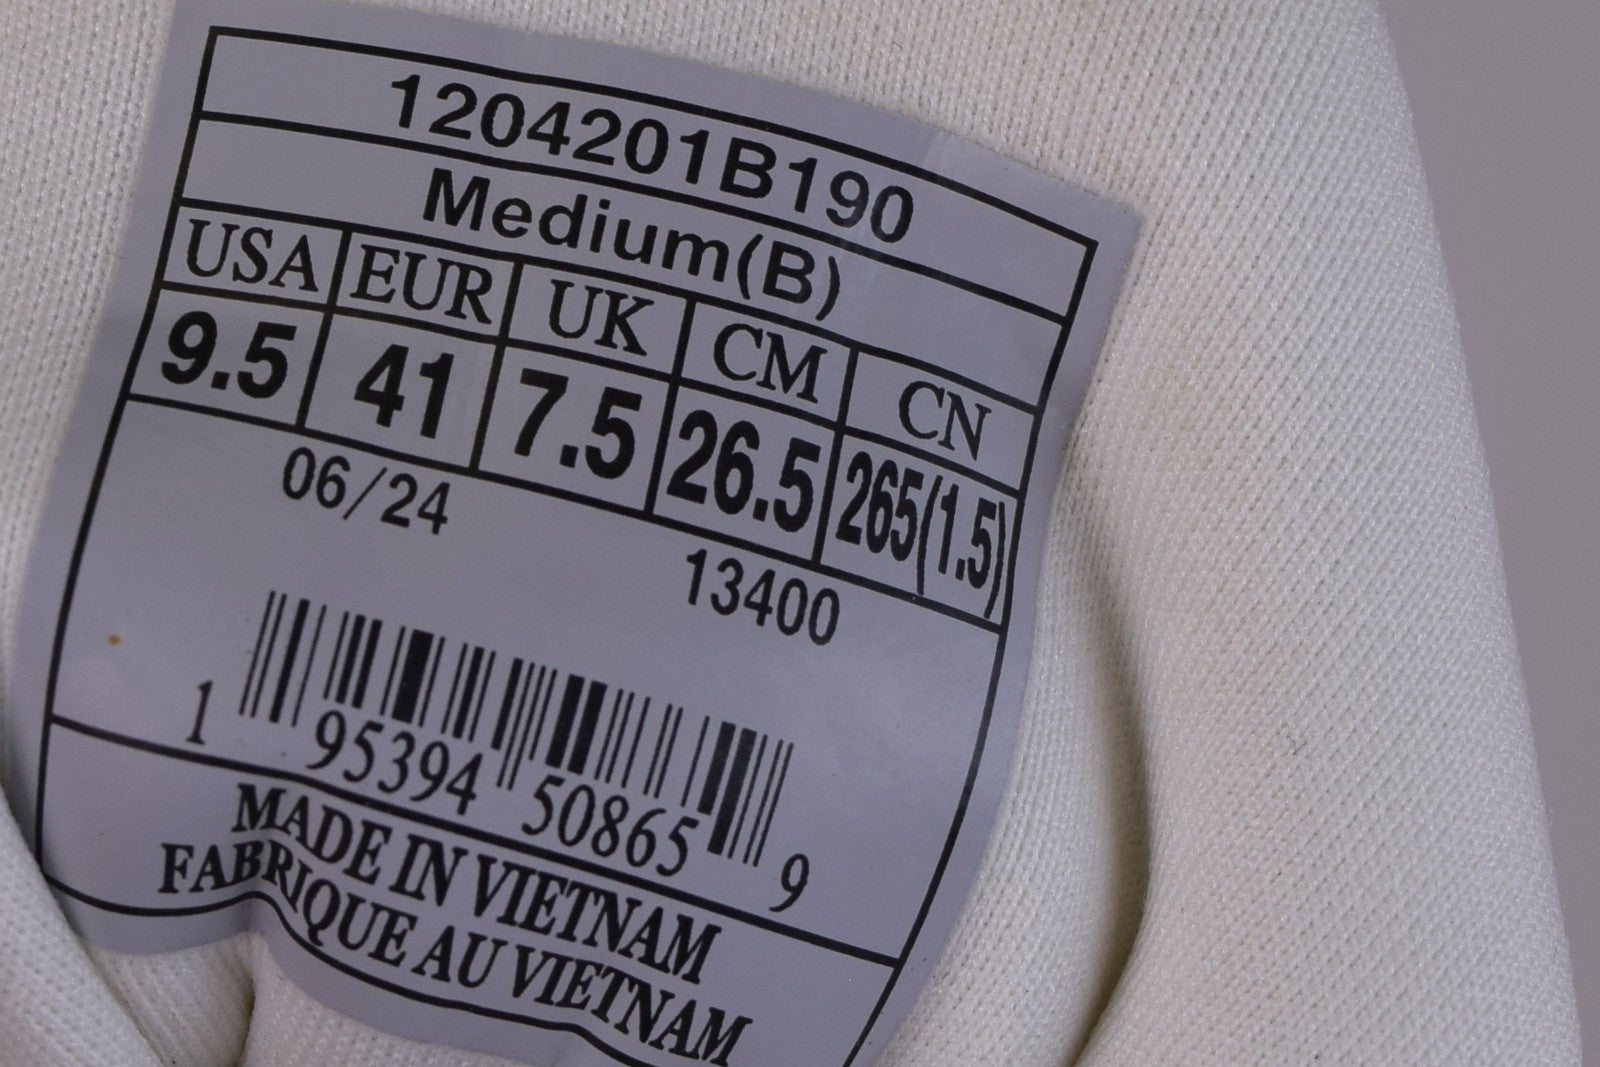 1204201B190
Medium(B)
USA EUR UK CM CN
9.5 41 7.5 26.5 265(1.5)
06/24
13400
1 95394 50865 9
MADE IN VIETNAM
FABRIQUE AU VIETNAM